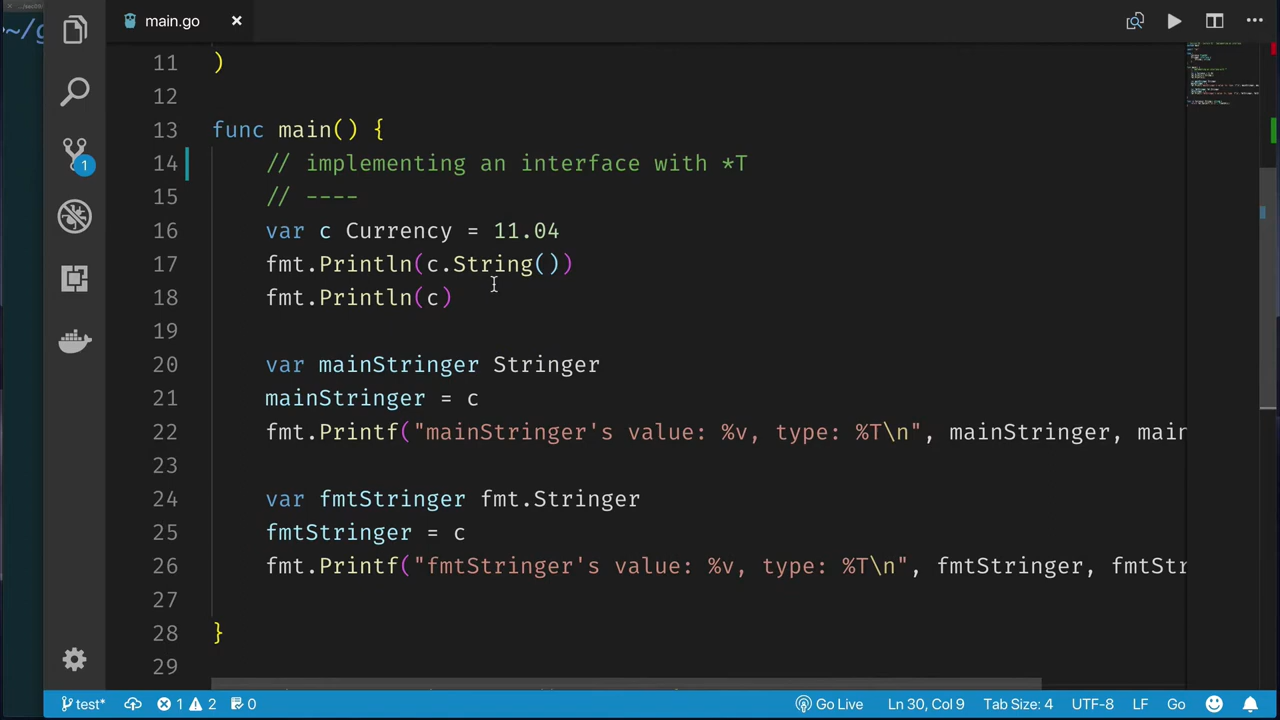 ~/g
main.go
11 )
12
13 func main() {
14 // implementing an interface with *T
15 // ----
16 var c Currency = 11.04
17 fmt.Println(c.String())
18 fmt.Println(c)
19
20 var mainStringer Stringer
21 mainStringer = c
22 fmt.Printf("mainStringer's value: %v, type: %T\n", mainStringer, main
23
24 var fmtStringer fmt.Stringer
25 fmtStringer = c
26 fmt.Printf("fmtStringer's value: %v, type: %T\n", fmtStringer, fmtStr
27
28 }
29
1
test* 1 2 0 Go Live Ln 30, Col 9 Tab Size: 4 UTF-8 LF Go